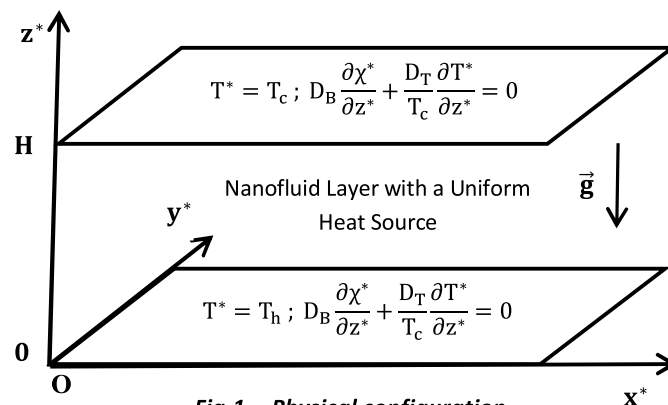 z*
T* = T_c ; D_B ∂χ*/∂z* + D_T/T_c ∂T*/∂z* = 0
H
Nanofluid Layer with a Uniform
Heat Source
g⃗
y*
T* = T_h ; D_B ∂χ*/∂z* + D_T/T_c ∂T*/∂z* = 0
0
O
x*
Fig.1. Physical configuration